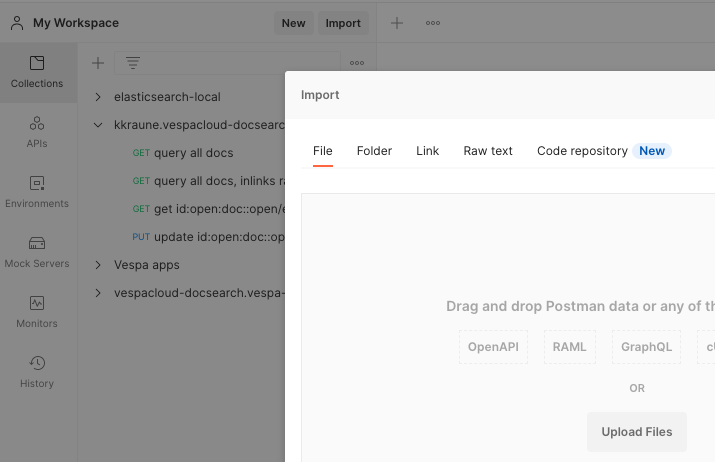 My Workspace New Import
Collections
APIs
Environments
Mock Servers
Monitors
History
elasticsearch-local
kkraune.vespacloud-docsearc
GET query all docs
GET query all docs, inlinks ra
GET get id:open:doc::open/e
PUT update id:open:doc::op
Vespa apps
vespacloud-docsearch.vespa-
Import
File Folder Link Raw text Code repository New
Drag and drop Postman data or any of th
OpenAPI RAML GraphQL cU
OR
Upload Files